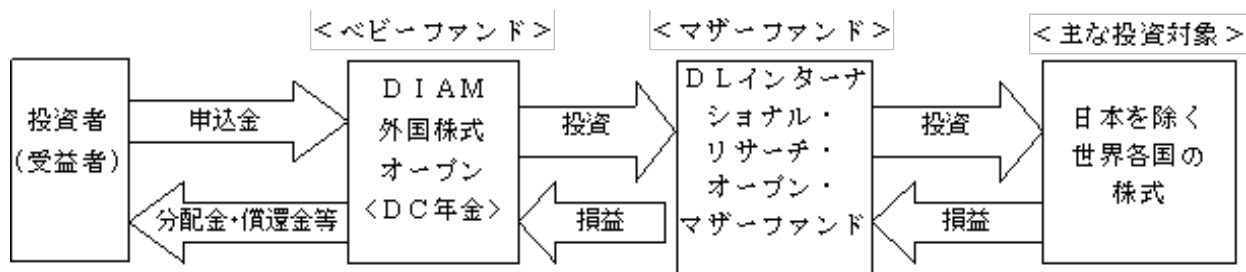 ＜ベビーファンド＞
＜マザーファンド＞
＜主な投資対象＞
投資者
(受益者)
申込金
分配金・償還金等
ＤＩＡＭ
外国株式
オープン
＜ＤＣ年金＞
投資
損益
ＤＬインターナ
ショナル・
リサーチ・
オープン・
マザーファンド
投資
損益
日本を除く
世界各国の
株式